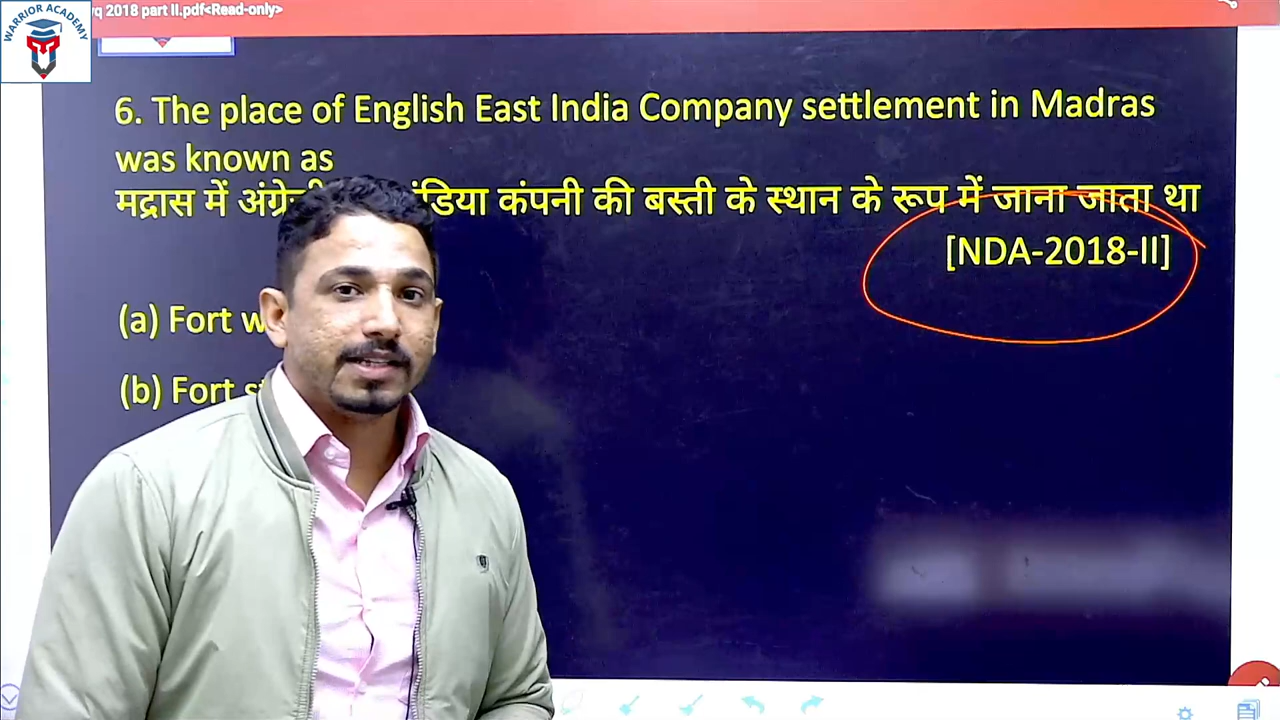 WARRIOR ACADEMY
2018 part II.pdf<Read-only>
6. The place of English East India Company settlement in Madras
was known as
मद्रास में कंपनी की बस्ती के स्थान के रूप में जाना जाता था
[NDA-2018-II]
(a) Fort
(b) Fort